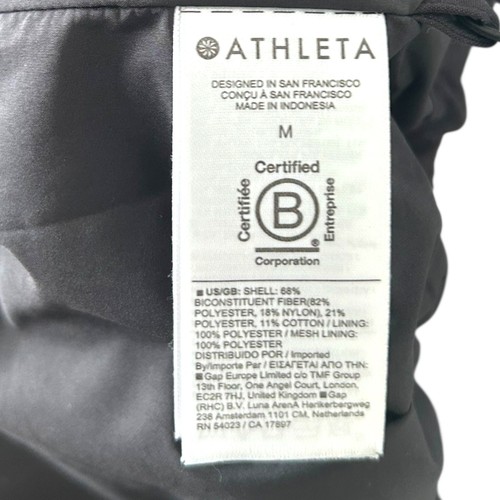 ATHLETA
DESIGNED IN SAN FRANCISCO
CONÇU À SAN FRANCISCO
MADE IN INDONESIA
M
Certified
Certifiée
B
Entreprise
®
Corporation
■ US/GB: SHELL: 68%
BICONSTITUENT FIBER(82%
POLYESTER, 18% NYLON), 21%
POLYESTER, 11% COTTON / LINING:
100% POLYESTER / MESH LINING:
100% POLYESTER
DISTRIBUIDO POR / Imported
By/Importe Par / ΕΙΣΑΓΕΤΑΙ ΑΠΟ ΤΗΝ:
■ Gap Europe Limited c/o TMF Group
13th Floor, One Angel Court, London,
EC2R 7HJ, United Kingdom ■ Gap
(RHC) B.V. Luna ArenA Herikerbergweg
238 Amsterdam 1101 CM, Netherlands
RN 54023 / CA 17897